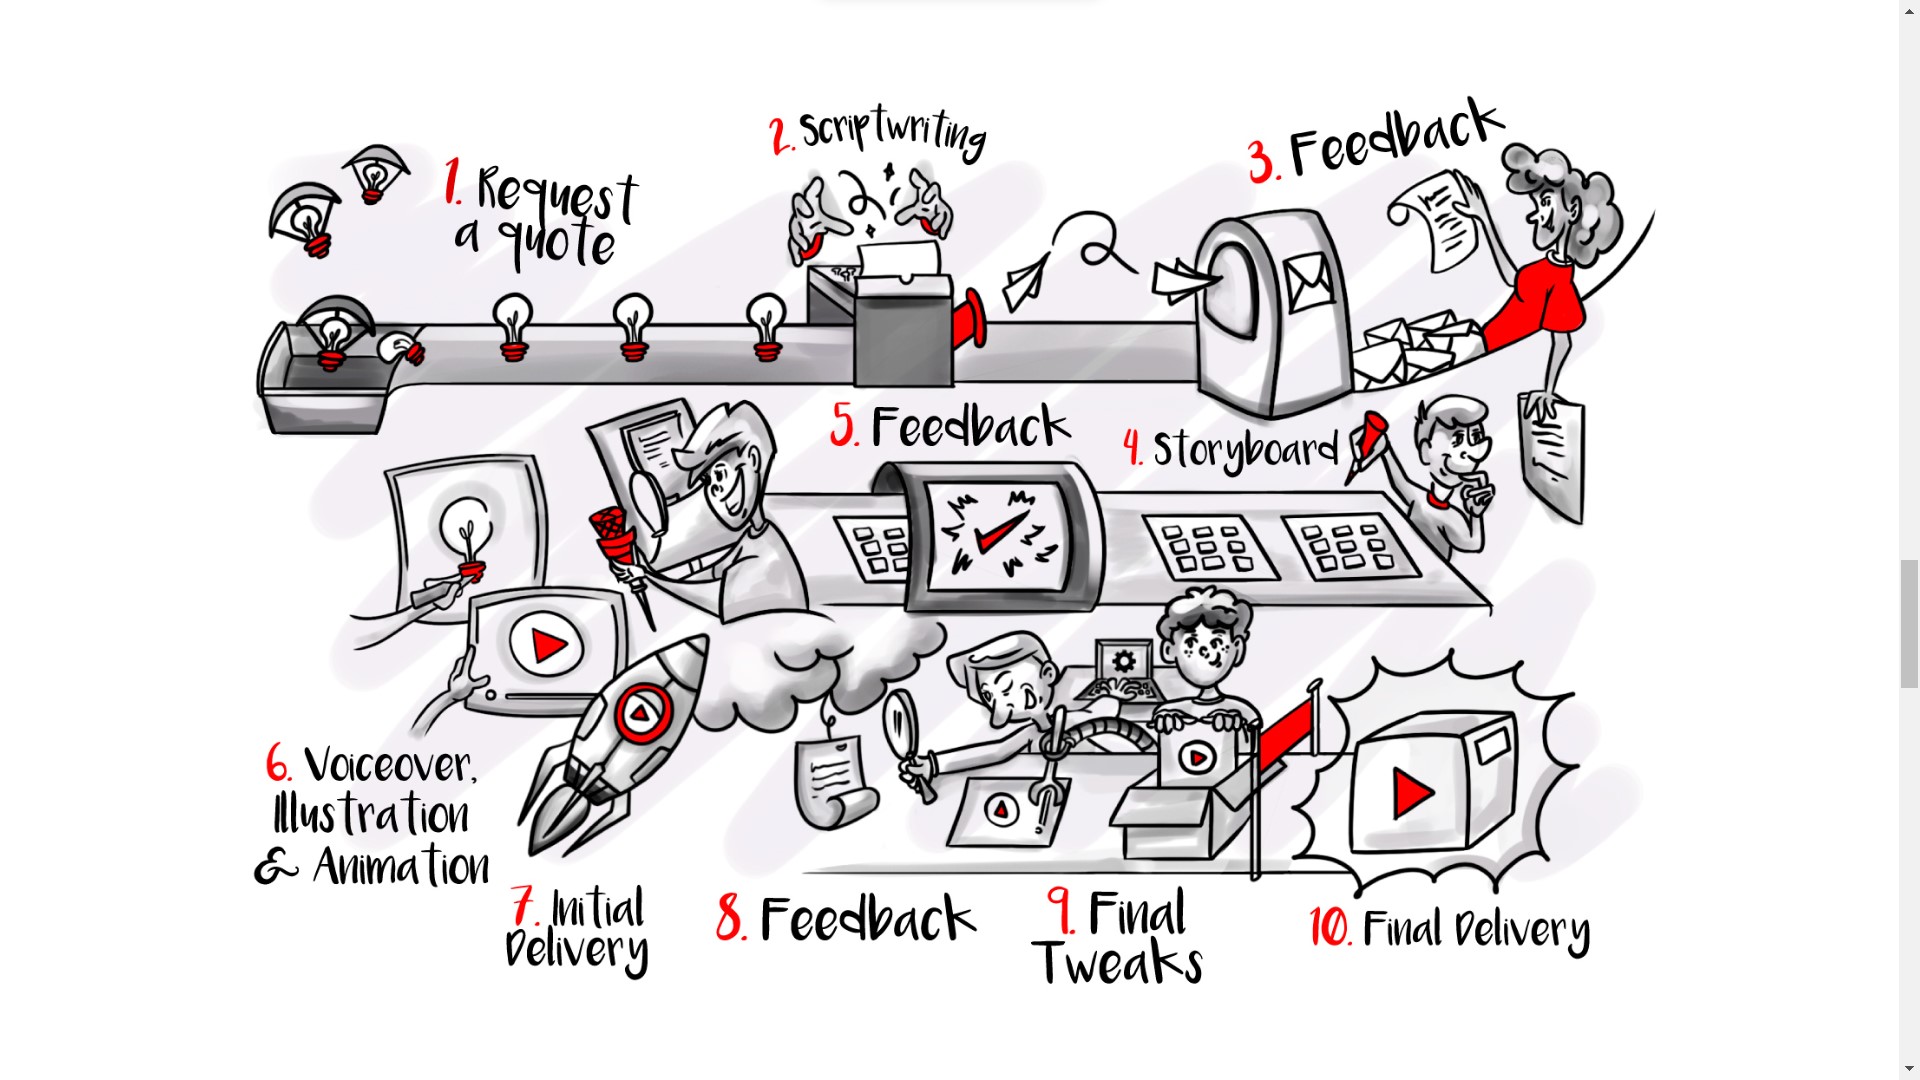 1. Request
a quote
2. Scriptwriting
3. Feedback
4. Storyboard
5. Feedback
6. Voiceover,
Illustration
& Animation
7. Initial
Delivery
8. Feedback
9. Final
Tweaks
10. Final Delivery